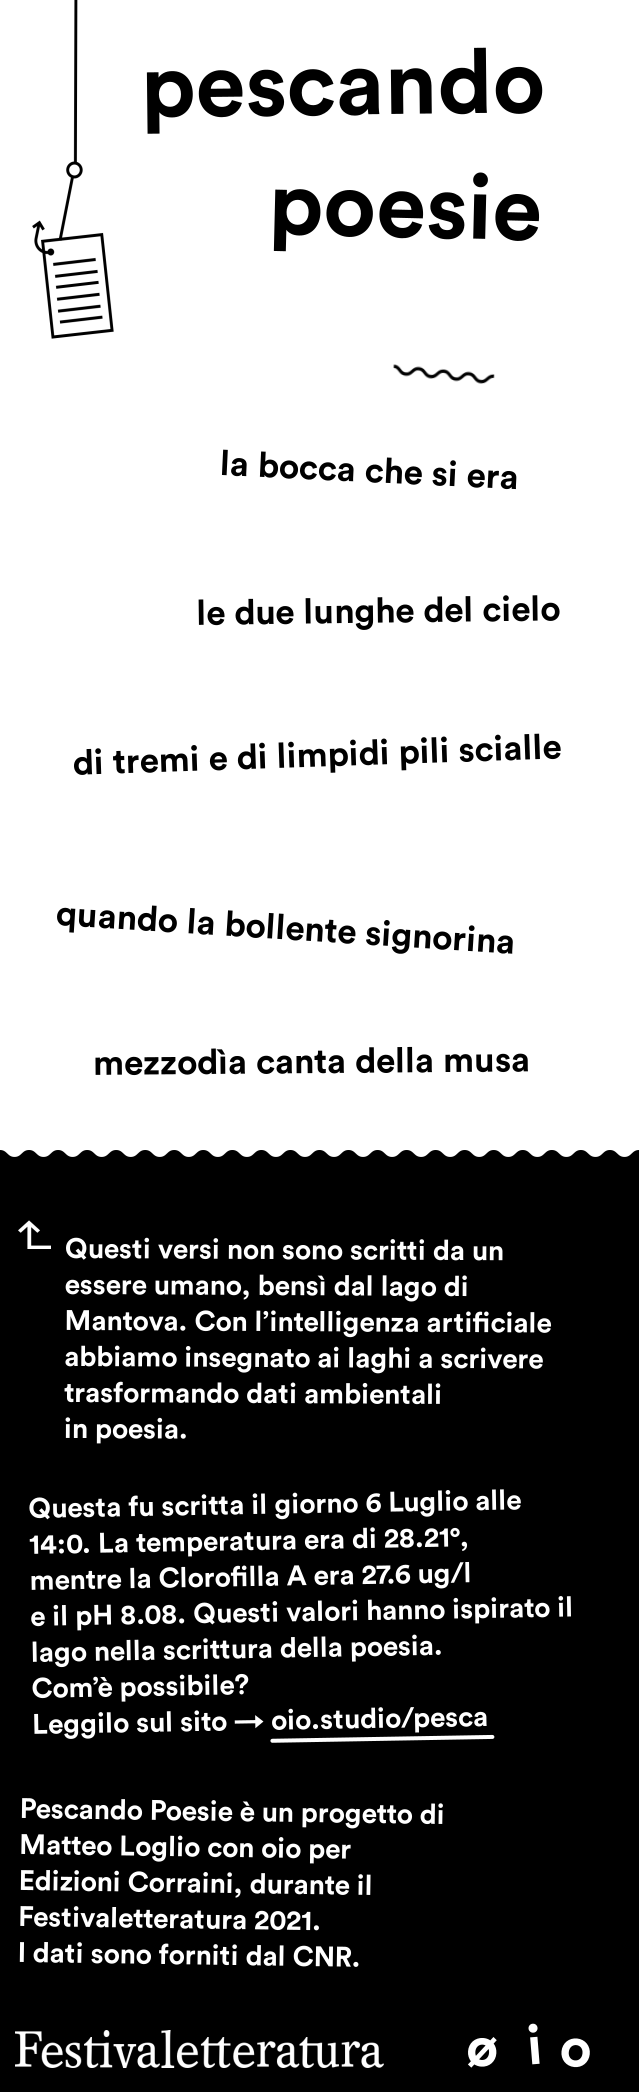 pescando
poesie
la bocca che si era
le due lunghe del cielo
di tremi e di limpidi pili scialle
quando la bollente signorina
mezzodìa canta della musa
Questi versi non sono scritti da un
essere umano, bensì dal lago di
Mantova. Con l’intelligenza artificiale
abbiamo insegnato ai laghi a scrivere
trasformando dati ambientali
in poesia.
Questa fu scritta il giorno 6 Luglio alle
14:0. La temperatura era di 28.21°,
mentre la Clorofilla A era 27.6 ug/l
e il pH 8.08. Questi valori hanno ispirato il
lago nella scrittura della poesia.
Com’è possibile?
Leggilo sul sito → oio.studio/pesca
Pescando Poesie è un progetto di
Matteo Loglio con oio per
Edizioni Corraini, durante il
Festivaletteratura 2021.
I dati sono forniti dal CNR.
Festivaletteratura ø i o